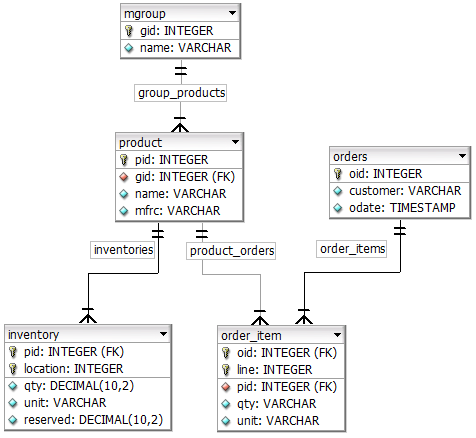 mgroup
gid: INTEGER
name: VARCHAR
group_products
product
pid: INTEGER
gid: INTEGER (FK)
name: VARCHAR
mfrc: VARCHAR
orders
oid: INTEGER
customer: VARCHAR
odate: TIMESTAMP
inventories
product_orders
order_items
inventory
pid: INTEGER (FK)
location: INTEGER
qty: DECIMAL(10,2)
unit: VARCHAR
reserved: DECIMAL(10,2)
order_item
oid: INTEGER (FK)
line: INTEGER
pid: INTEGER (FK)
qty: VARCHAR
unit: VARCHAR